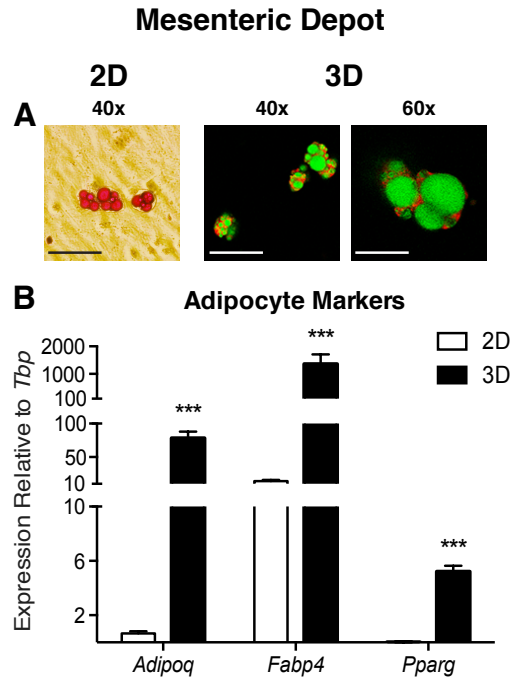 Mesenteric Depot
2D 3D
40x 40x 60x
A
B Adipocyte Markers
Expression Relative to Tbp
2000
1000
100
100
50
10
10
6
2
*** *** ***
2D
3D
Adipoq Fabp4 Pparg